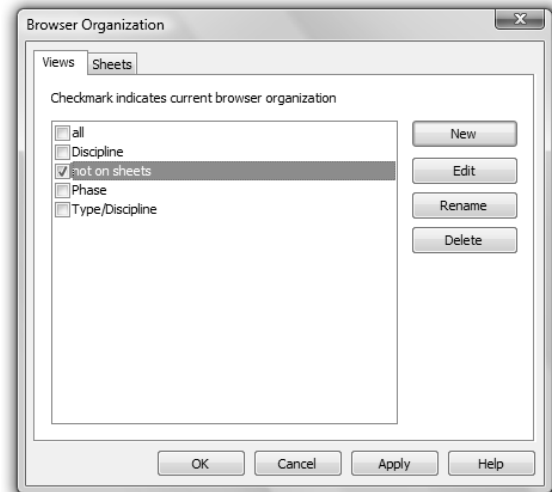 Browser Organization
Views Sheets
Checkmark indicates current browser organization
all
Discipline
not on sheets
Phase
Type/Discipline
New
Edit
Rename
Delete
OK Cancel Apply Help